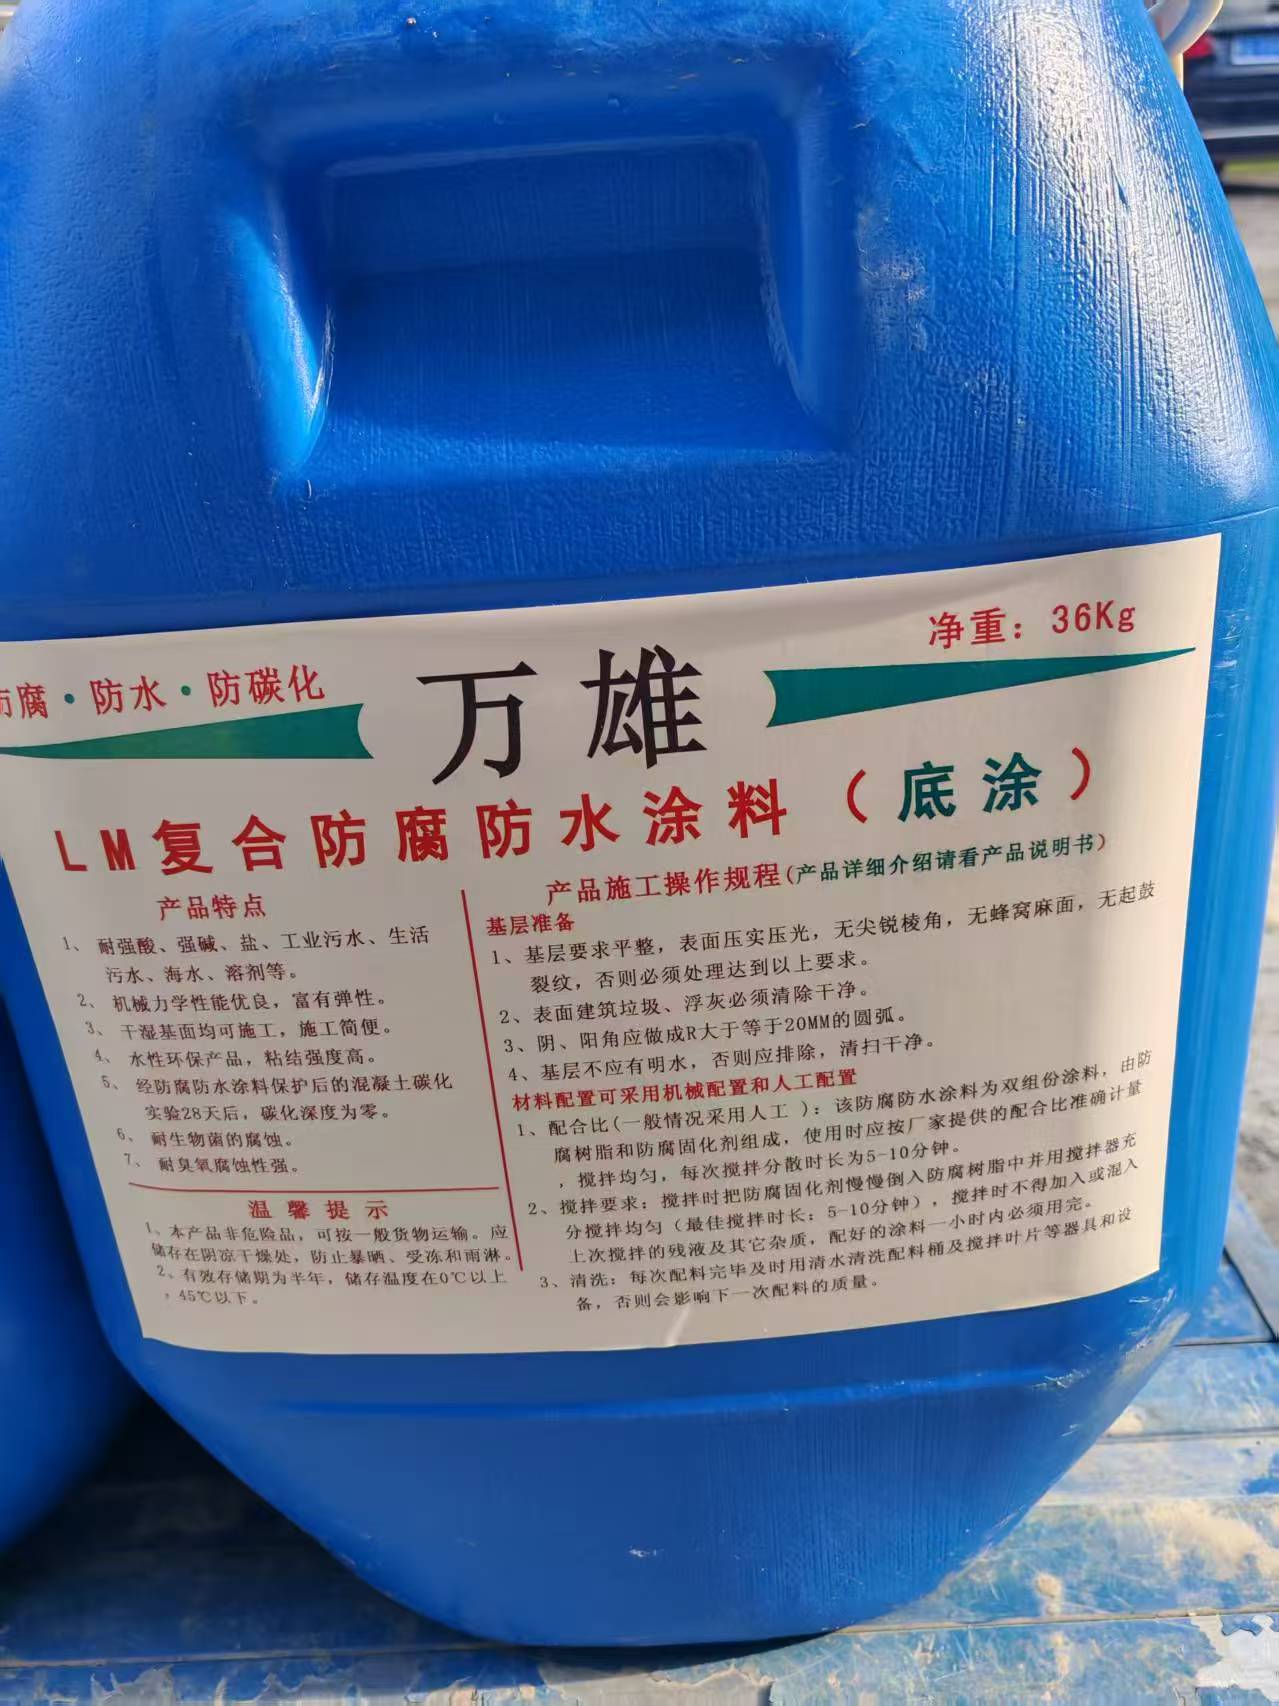 防腐·防水·防碳化
万雄
净重：36Kg
LM复合防腐防水涂料（底涂）
产品特点
1、耐强酸、强碱、盐、工业污水、生活
污水、海水、溶剂等。
2、机械力学性能优良，富有弹性。
3、干湿基面均可施工，施工简便。
4、水性环保产品，粘结强度高。
5、经防腐防水涂料保护后的混凝土碳化
实验28天后，碳化深度为零。
6、耐生物菌的腐蚀。
7、耐臭氧腐蚀性强。
温馨提示
1、本产品非危险品，可按一般货物运输。应
储存在阴凉干燥处，防止暴晒、受冻和雨淋。
2、有效存储期为半年，储存温度在0℃以上
，45℃以下。
产品施工操作规程(产品详细介绍请看产品说明书)
基层准备
1、基层要求平整，表面压实压光，无尖锐棱角，无蜂窝麻面，无起鼓
裂纹，否则必须处理达到以上要求。
2、表面建筑垃圾、浮灰必须清除干净。
3、阴、阳角应做成R大于等于20MM的圆弧。
4、基层不应有明水，否则应排除，清扫干净。
材料配置可采用机械配置和人工配置
1、配合比(一般情况采用人工 )：该防腐防水涂料为双组份涂料，由防
腐树脂和防腐固化剂组成，使用时应按厂家提供的配合比准确计量
，搅拌均匀，每次搅拌分散时长为5-10分钟。
2、搅拌要求：搅拌时把防腐固化剂慢慢倒入防腐树脂中并用搅拌器充
分搅拌均匀（最佳搅拌时长：5-10分钟），搅拌时不得加入或混入
上次搅拌的残液及其它杂质，配好的涂料一小时内必须用完。
3、清洗：每次配料完毕及时用清水清洗配料桶及搅拌叶片等器具和设
备，否则会影响下一次配料的质量。